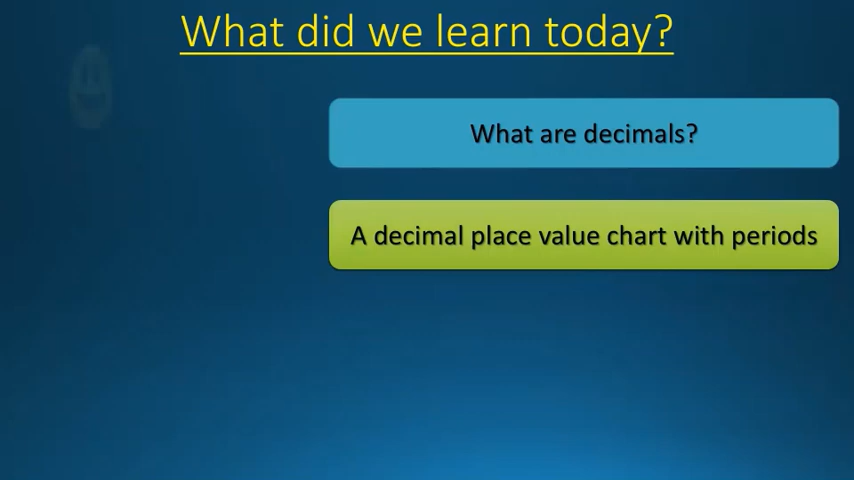 What did we learn today?
What are decimals?
A decimal place value chart with periods